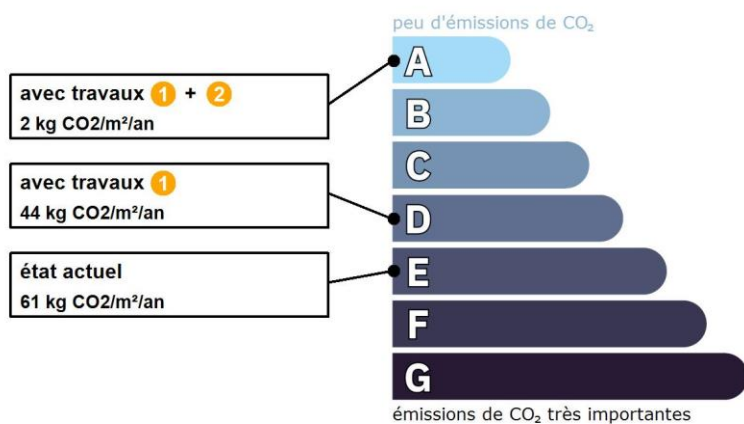 peu d'émissions de CO₂
A
avec travaux 1 + 2
2 kg CO2/m²/an
B
C
avec travaux 1
44 kg CO2/m²/an
D
état actuel
61 kg CO2/m²/an
E
F
G
émissions de CO₂ très importantes